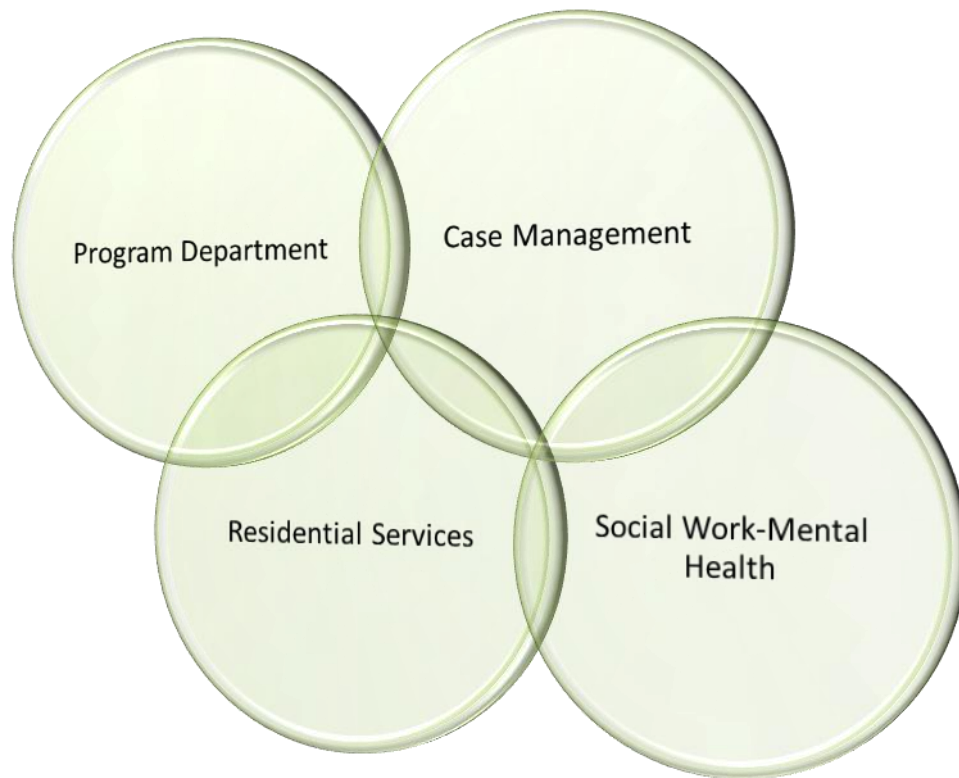 Program Department
Case Management
Residential Services
Social Work-Mental
Health